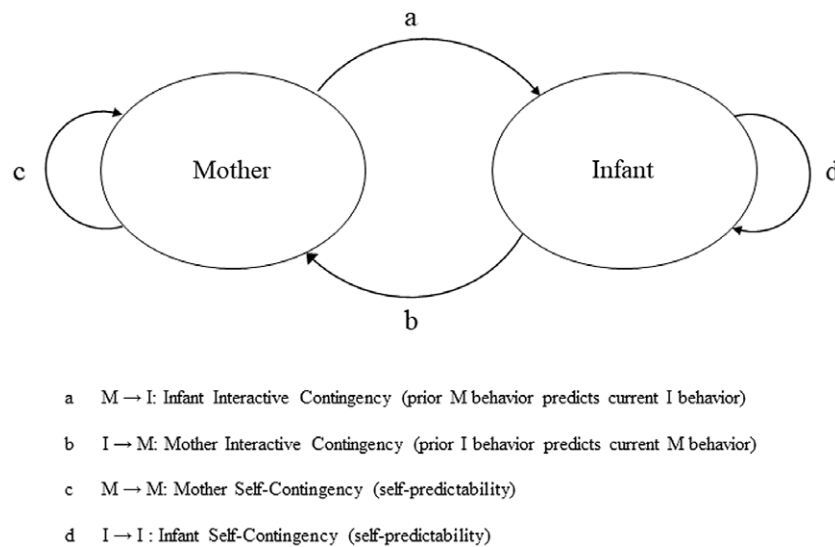 a
Mother
Infant
c
d
b
a M → I: Infant Interactive Contingency (prior M behavior predicts current I behavior)
b I → M: Mother Interactive Contingency (prior I behavior predicts current M behavior)
c M → M: Mother Self-Contingency (self-predictability)
d I → I : Infant Self-Contingency (self-predictability)